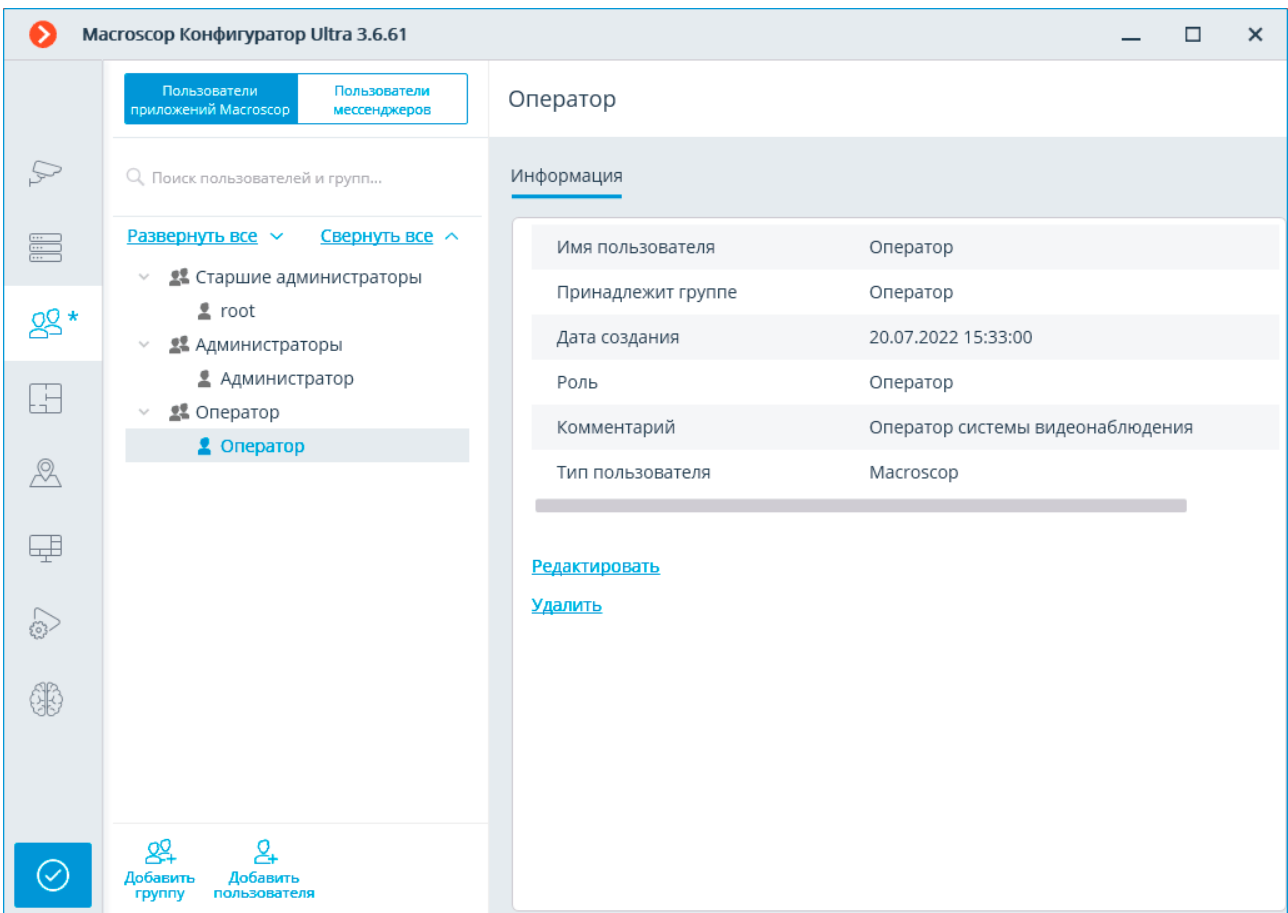 Macroscop Конфигуратор Ultra 3.6.61
Пользователи
приложений Macroscop
Пользователи
мессенджеров
Оператор
Поиск пользователей и групп...
Информация
Развернуть все
Свернуть все
Старшие администраторы
root
Администраторы
Администратор
Оператор
Оператор
Имя пользователя Оператор
Принадлежит группе Оператор
Дата создания 20.07.2022 15:33:00
Роль Оператор
Комментарий Оператор системы видеонаблюдения
Тип пользователя Macroscop
Редактировать
Удалить
*
Добавить
группу
Добавить
пользователя